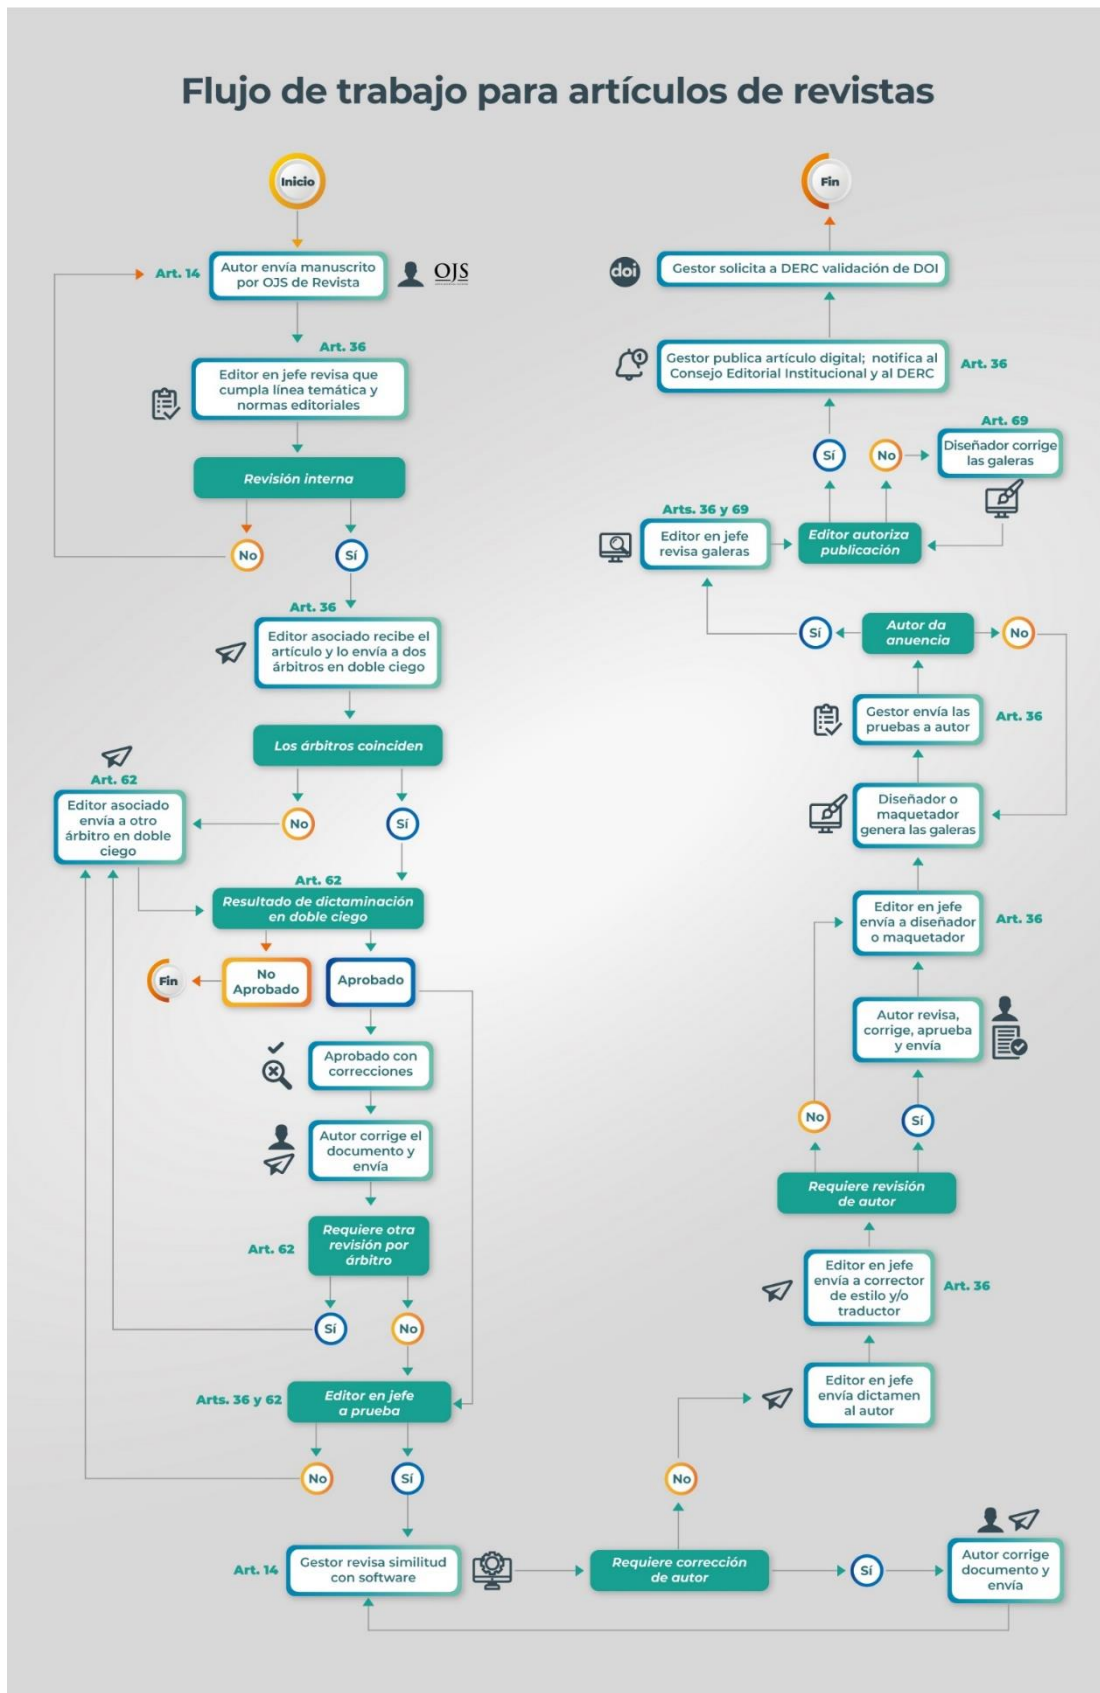 Flujo de trabajo para artículos de revistas
Inicio
Art. 14
Autor envía manuscrito
por OJS de Revista
OJS
Art. 36
Editor en jefe revisa que
cumpla línea temática y
normas editoriales
Revisión interna
No
Sí
Art. 36
Editor asociado recibe el
artículo y lo envía a dos
árbitros en doble ciego
Los árbitros coinciden
No
Sí
Art. 62
Editor asociado
envía a otro
árbitro en doble
ciego
Art. 62
Resultado de dictaminación
en doble ciego
Fin
No
Aprobado
Aprobado
Aprobado con
correcciones
Autor corrige el
documento y
envía
Art. 62
Requiere otra
revisión por
árbitro
Sí
No
Arts. 36 y 62
Editor en jefe
a prueba
No
Sí
Art. 14
Gestor revisa similitud
con software
Requiere corrección
de autor
Sí
Autor corrige
documento y
envía
No
Editor en jefe
envía dictamen
al autor
Editor en jefe
envía a corrector
de estilo y/o
traductor
Art. 36
Requiere revisión
de autor
No
Sí
Autor revisa,
corrige, aprueba
y envía
Editor en jefe
envía a diseñador
o maquetador
Art. 36
Diseñador o
maquetador
genera las galeras
Gestor envía las
pruebas a autor
Art. 36
Autor da
anuencia
Sí
No
Arts. 36 y 69
Editor en jefe
revisa galeras
Editor autoriza
publicación
Sí
No
Art. 69
Diseñador corrige
las galeras
Gestor publica artículo digital; notifica al
Consejo Editorial Institucional y al DERC
1
Art. 36
doi
Gestor solicita a DERC validación de DOI
Fin